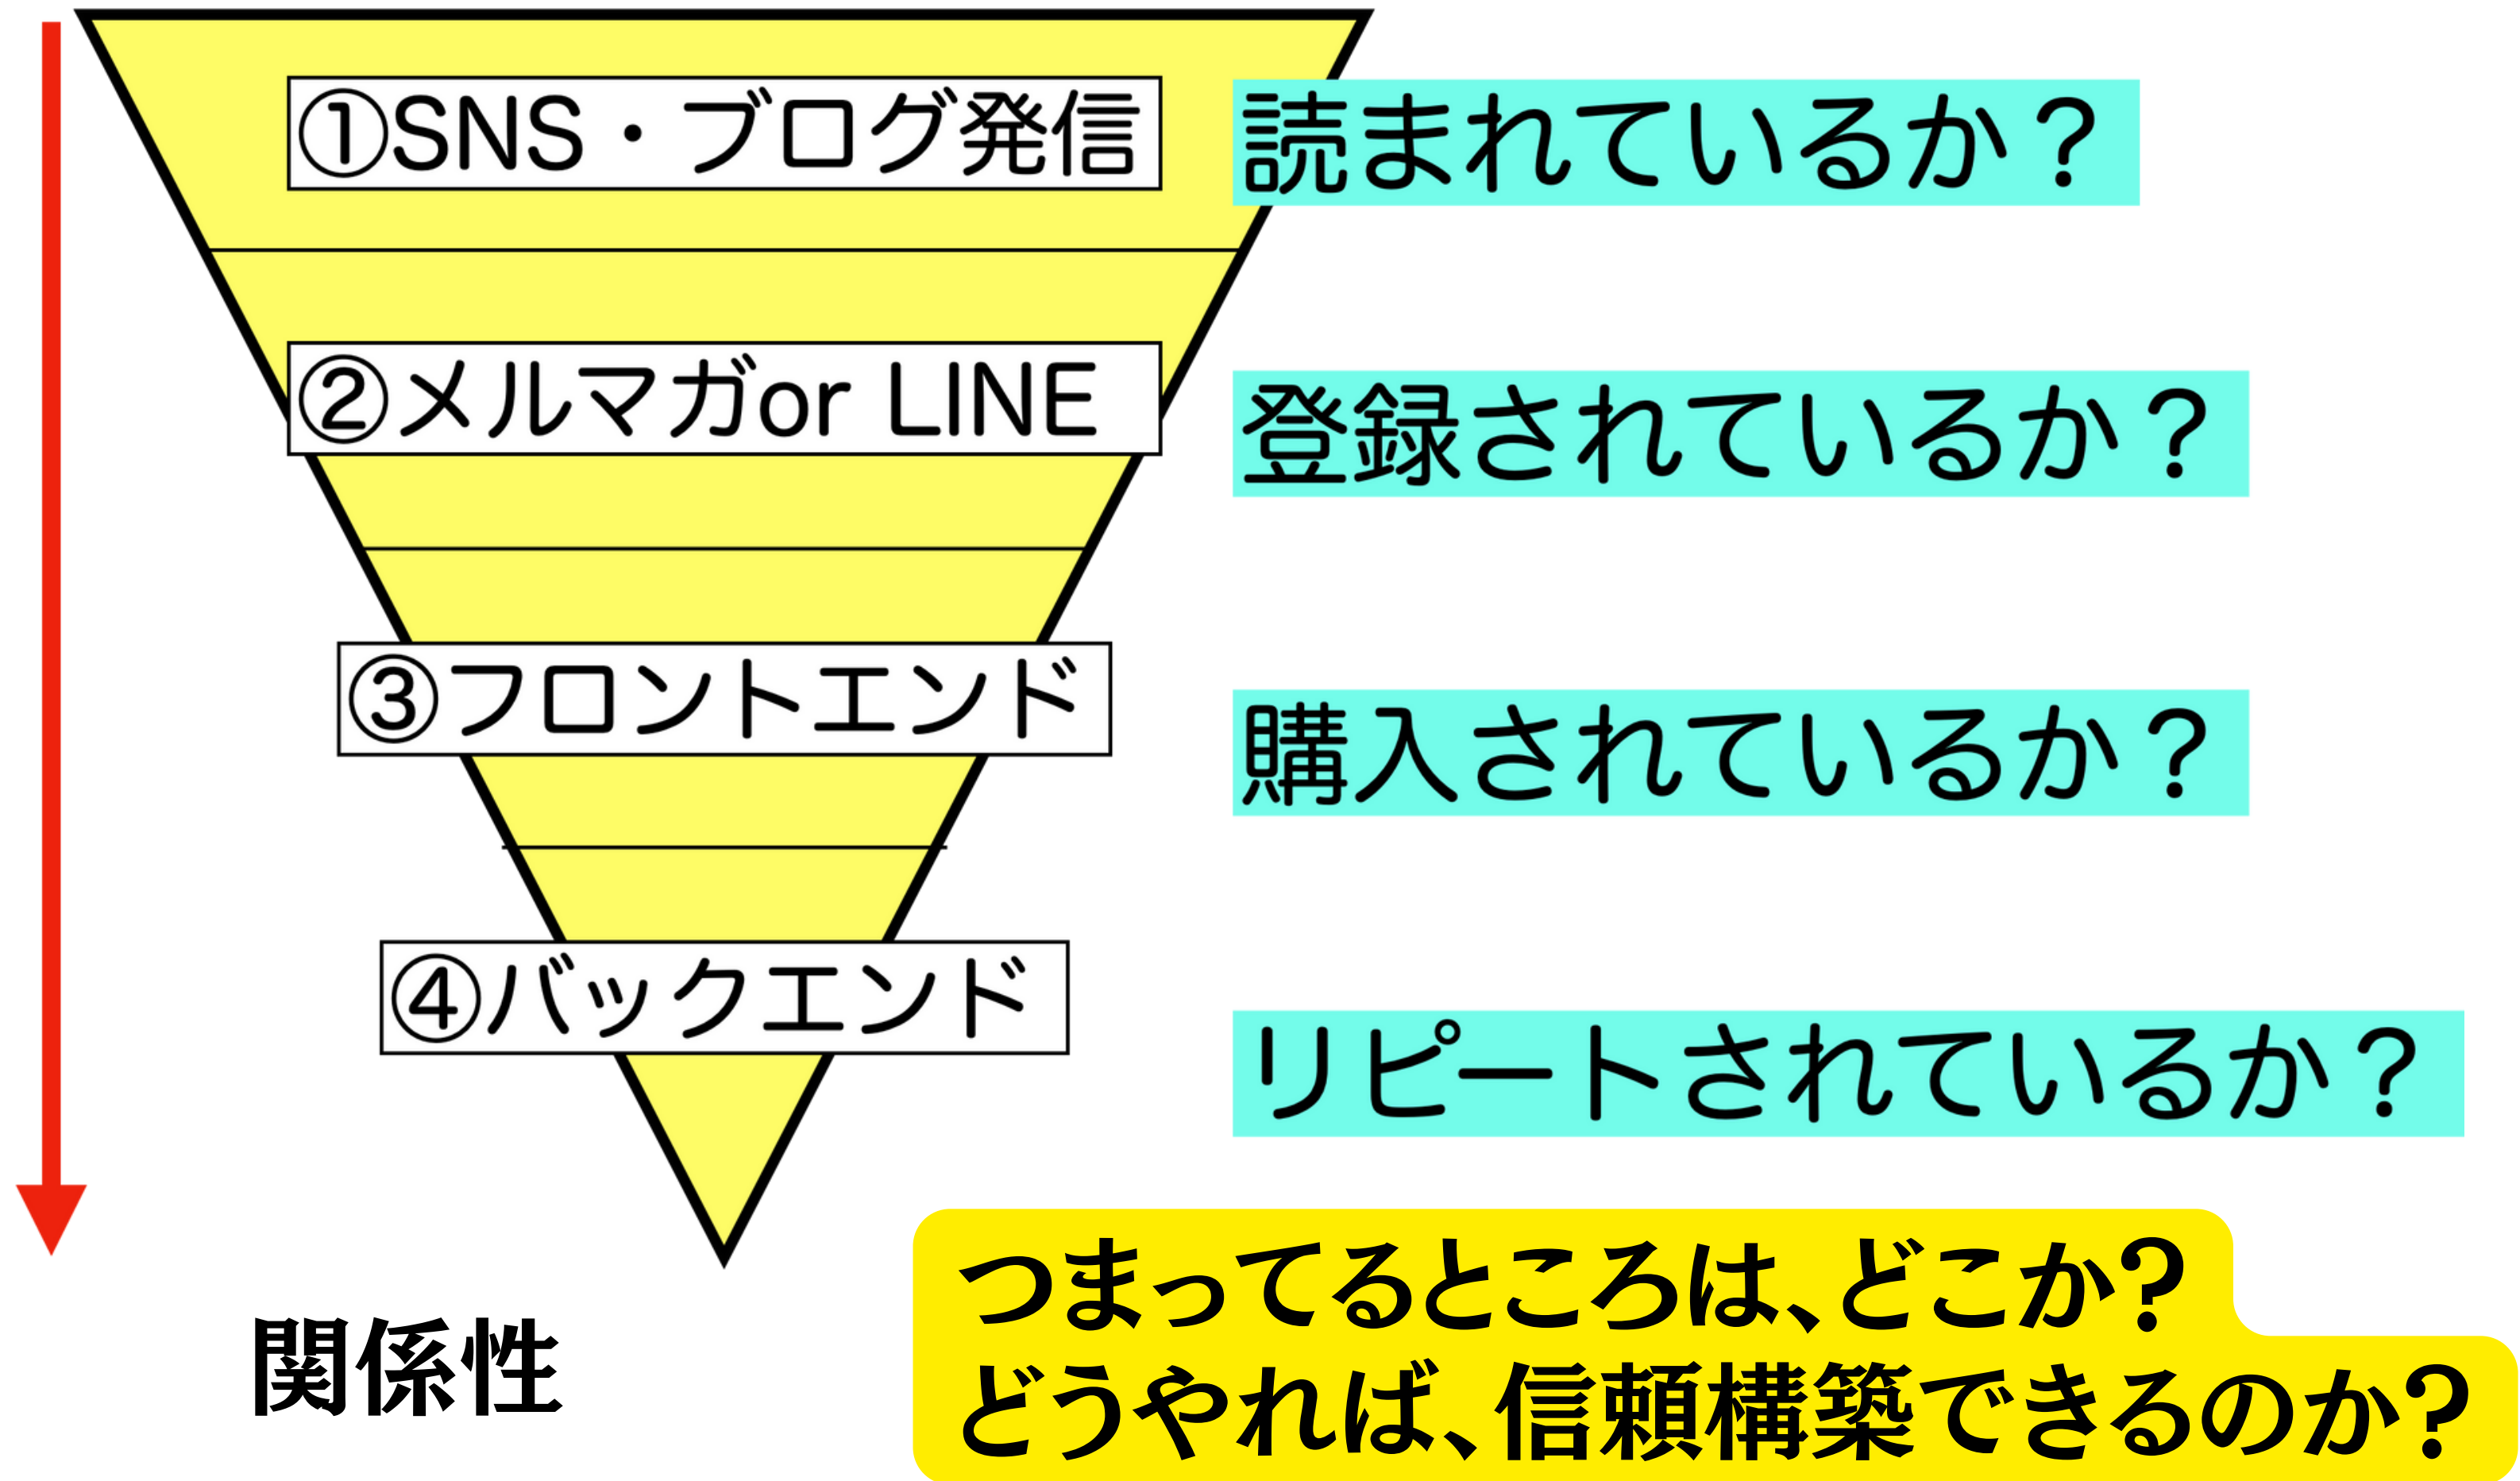 ①SNS・ブログ発信
読まれているか？
②メルマガor LINE
登録されているか？
③フロントエンド
購入されているか？
④バックエンド
リピートされているか？
関係性
つまってるところは、どこか？
どうやれば、信頼構築できるのか？